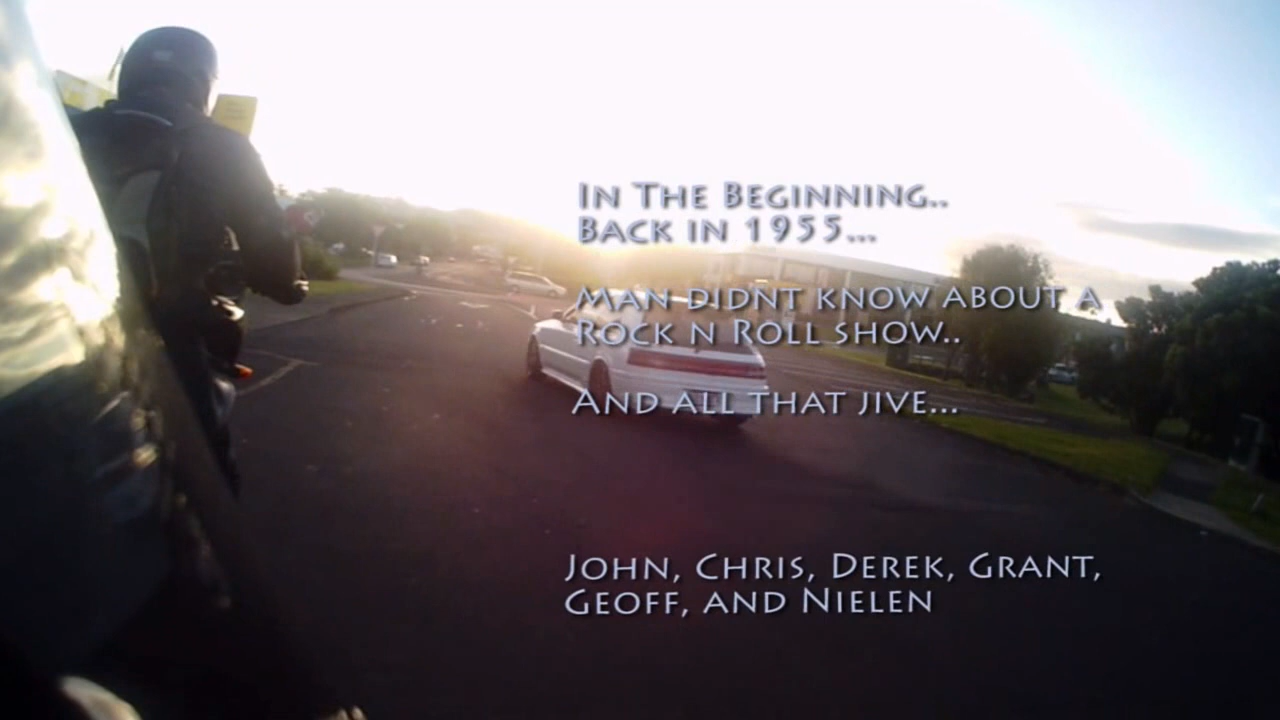 In The Beginning..
Back in 1955...
Man didnt know about a
Rock n Roll show..
And all that jive...
John, Chris, Derek, Grant,
Geoff, and Nielen